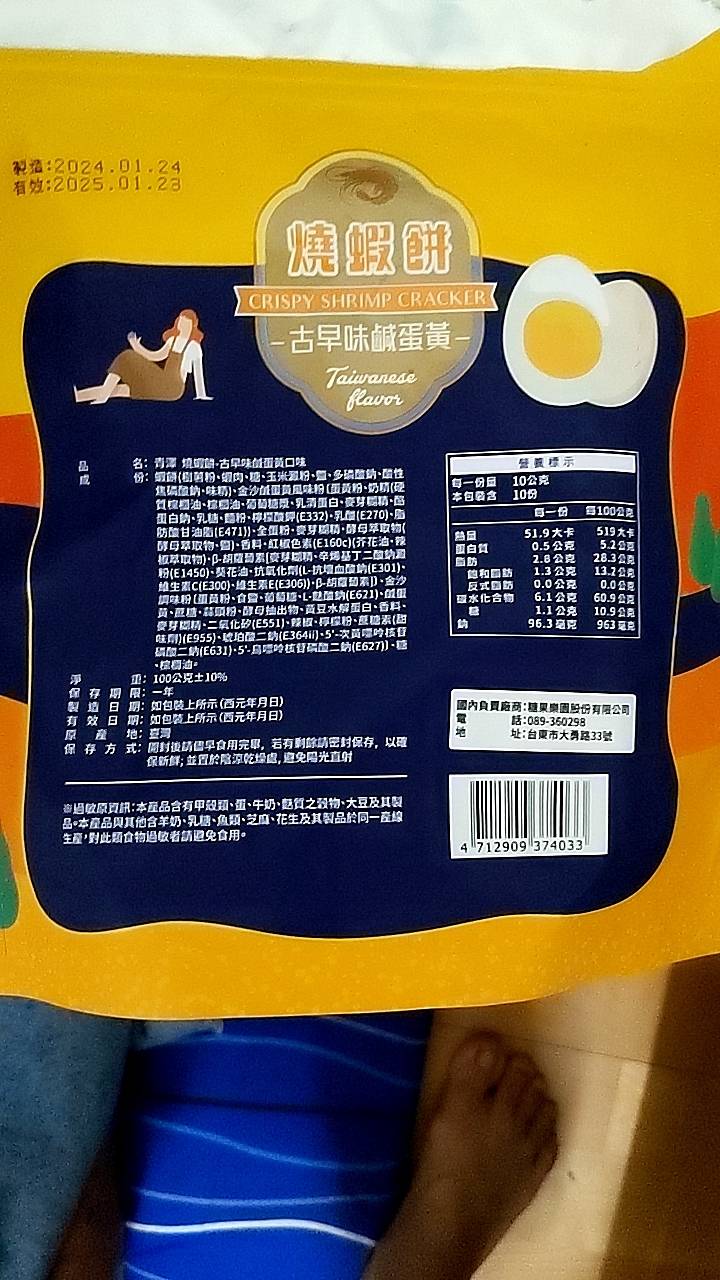 製造:2024.01.24
有效:2025.01.23
燒蝦餅
CRISPY SHRIMP CRACKER
-古早味鹹蛋黃-
Taiwanese
flavor
品名:青澤 燒蝦餅-古早味鹹蛋黃口味
成份:蝦餅(樹薯粉、蝦肉、糖、玉米澱粉、鹽、多磷酸鈉、酸性
焦磷酸鈉、味精)、金沙鹹蛋黃風味粉(蛋黃粉、奶精(硬
質棕櫚油、棕櫚油、葡萄糖漿、乳清蛋白、麥芽糊精、酪
蛋白鈉、乳糖、麵粉、檸檬酸鉀(E332)、乳酸(E270)、脂
肪酸甘油脂(E471))、全蛋粉、麥芽糊精、酵母萃取物(
酵母萃取物、鹽)、香料、紅椒色素(E160c)(芥花油、辣
椒萃取物)、β-胡蘿蔔素[麥芽糊精、辛烯基丁二酸鈉澱
粉(E1450)、葵花油、抗氧化劑(L-抗壞血酸鈉(E301)、
維生素C(E300)、維生素E(E306))、β-胡蘿蔔素])、金沙
調味粉(蛋黃粉、食鹽、葡萄糖、L-麩酸鈉(E621)、鹹蛋
黃、蔗糖、蒜頭粉、酵母抽出物、黃豆水解蛋白、香料、
麥芽糊精、二氧化矽(E551)、辣椒、檸檬粉、蔗糖素(甜
味劑)(E955)、琥珀酸二鈉(E364ii)、5'-次黃嘌呤核苷
磷酸二鈉(E631)、5'-鳥嘌呤核苷磷酸二鈉(E627))、糖
、棕櫚油。
淨重:100公克±10%
保存期限:一年
製造日期:如包裝上所示(西元年月日)
有效日期:如包裝上所示(西元年月日)
原產地:臺灣
保存方式:開封後請儘早食用完畢，若有剩餘請密封保存，以確
保新鮮;並置於陰涼乾燥處,避免陽光直射
※過敏原資訊:本產品含有甲殼類、蛋、牛奶、麩質之穀物、大豆及其製
品。本產品與其他含羊奶、乳糖、魚類、芝麻、花生及其製品於同一產線
生產,對此類食物過敏者請避免食用。
營養標示
每一份量 10公克
本包裝含 10份
每一份 每100公克
熱量 51.9大卡 519大卡
蛋白質 0.5公克 5.2公克
脂肪 2.8公克 28.3公克
飽和脂肪 1.3公克 13.2公克
反式脂肪 0.0公克 0.0公克
碳水化合物 6.1公克 60.9公克
糖 1.1公克 10.9公克
鈉 96.3毫克 963毫克
國內負責廠商:糖果樂園股份有限公司
電話:089-360298
地址:台東市大勇路33號
4 712909 374033